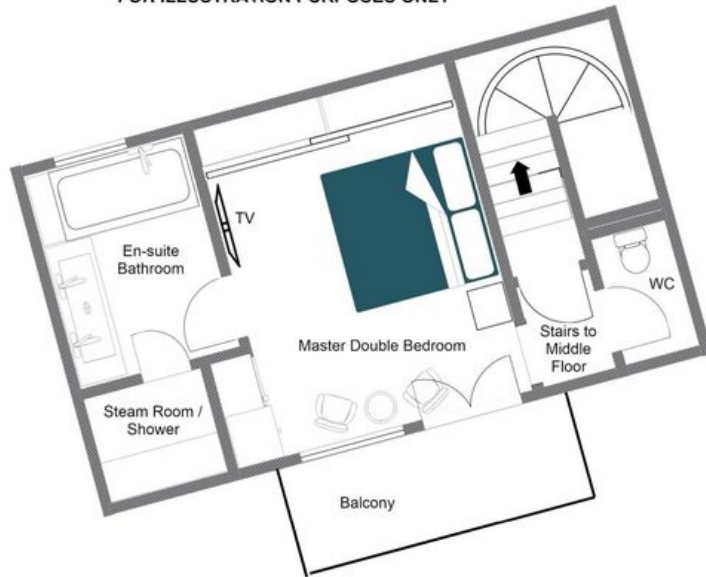 FOR ILLUSTRATION PURPOSES ONLY
TV
En-suite
Bathroom
WC
Master Double Bedroom
Stairs to
Middle
Floor
Steam Room /
Shower
Balcony